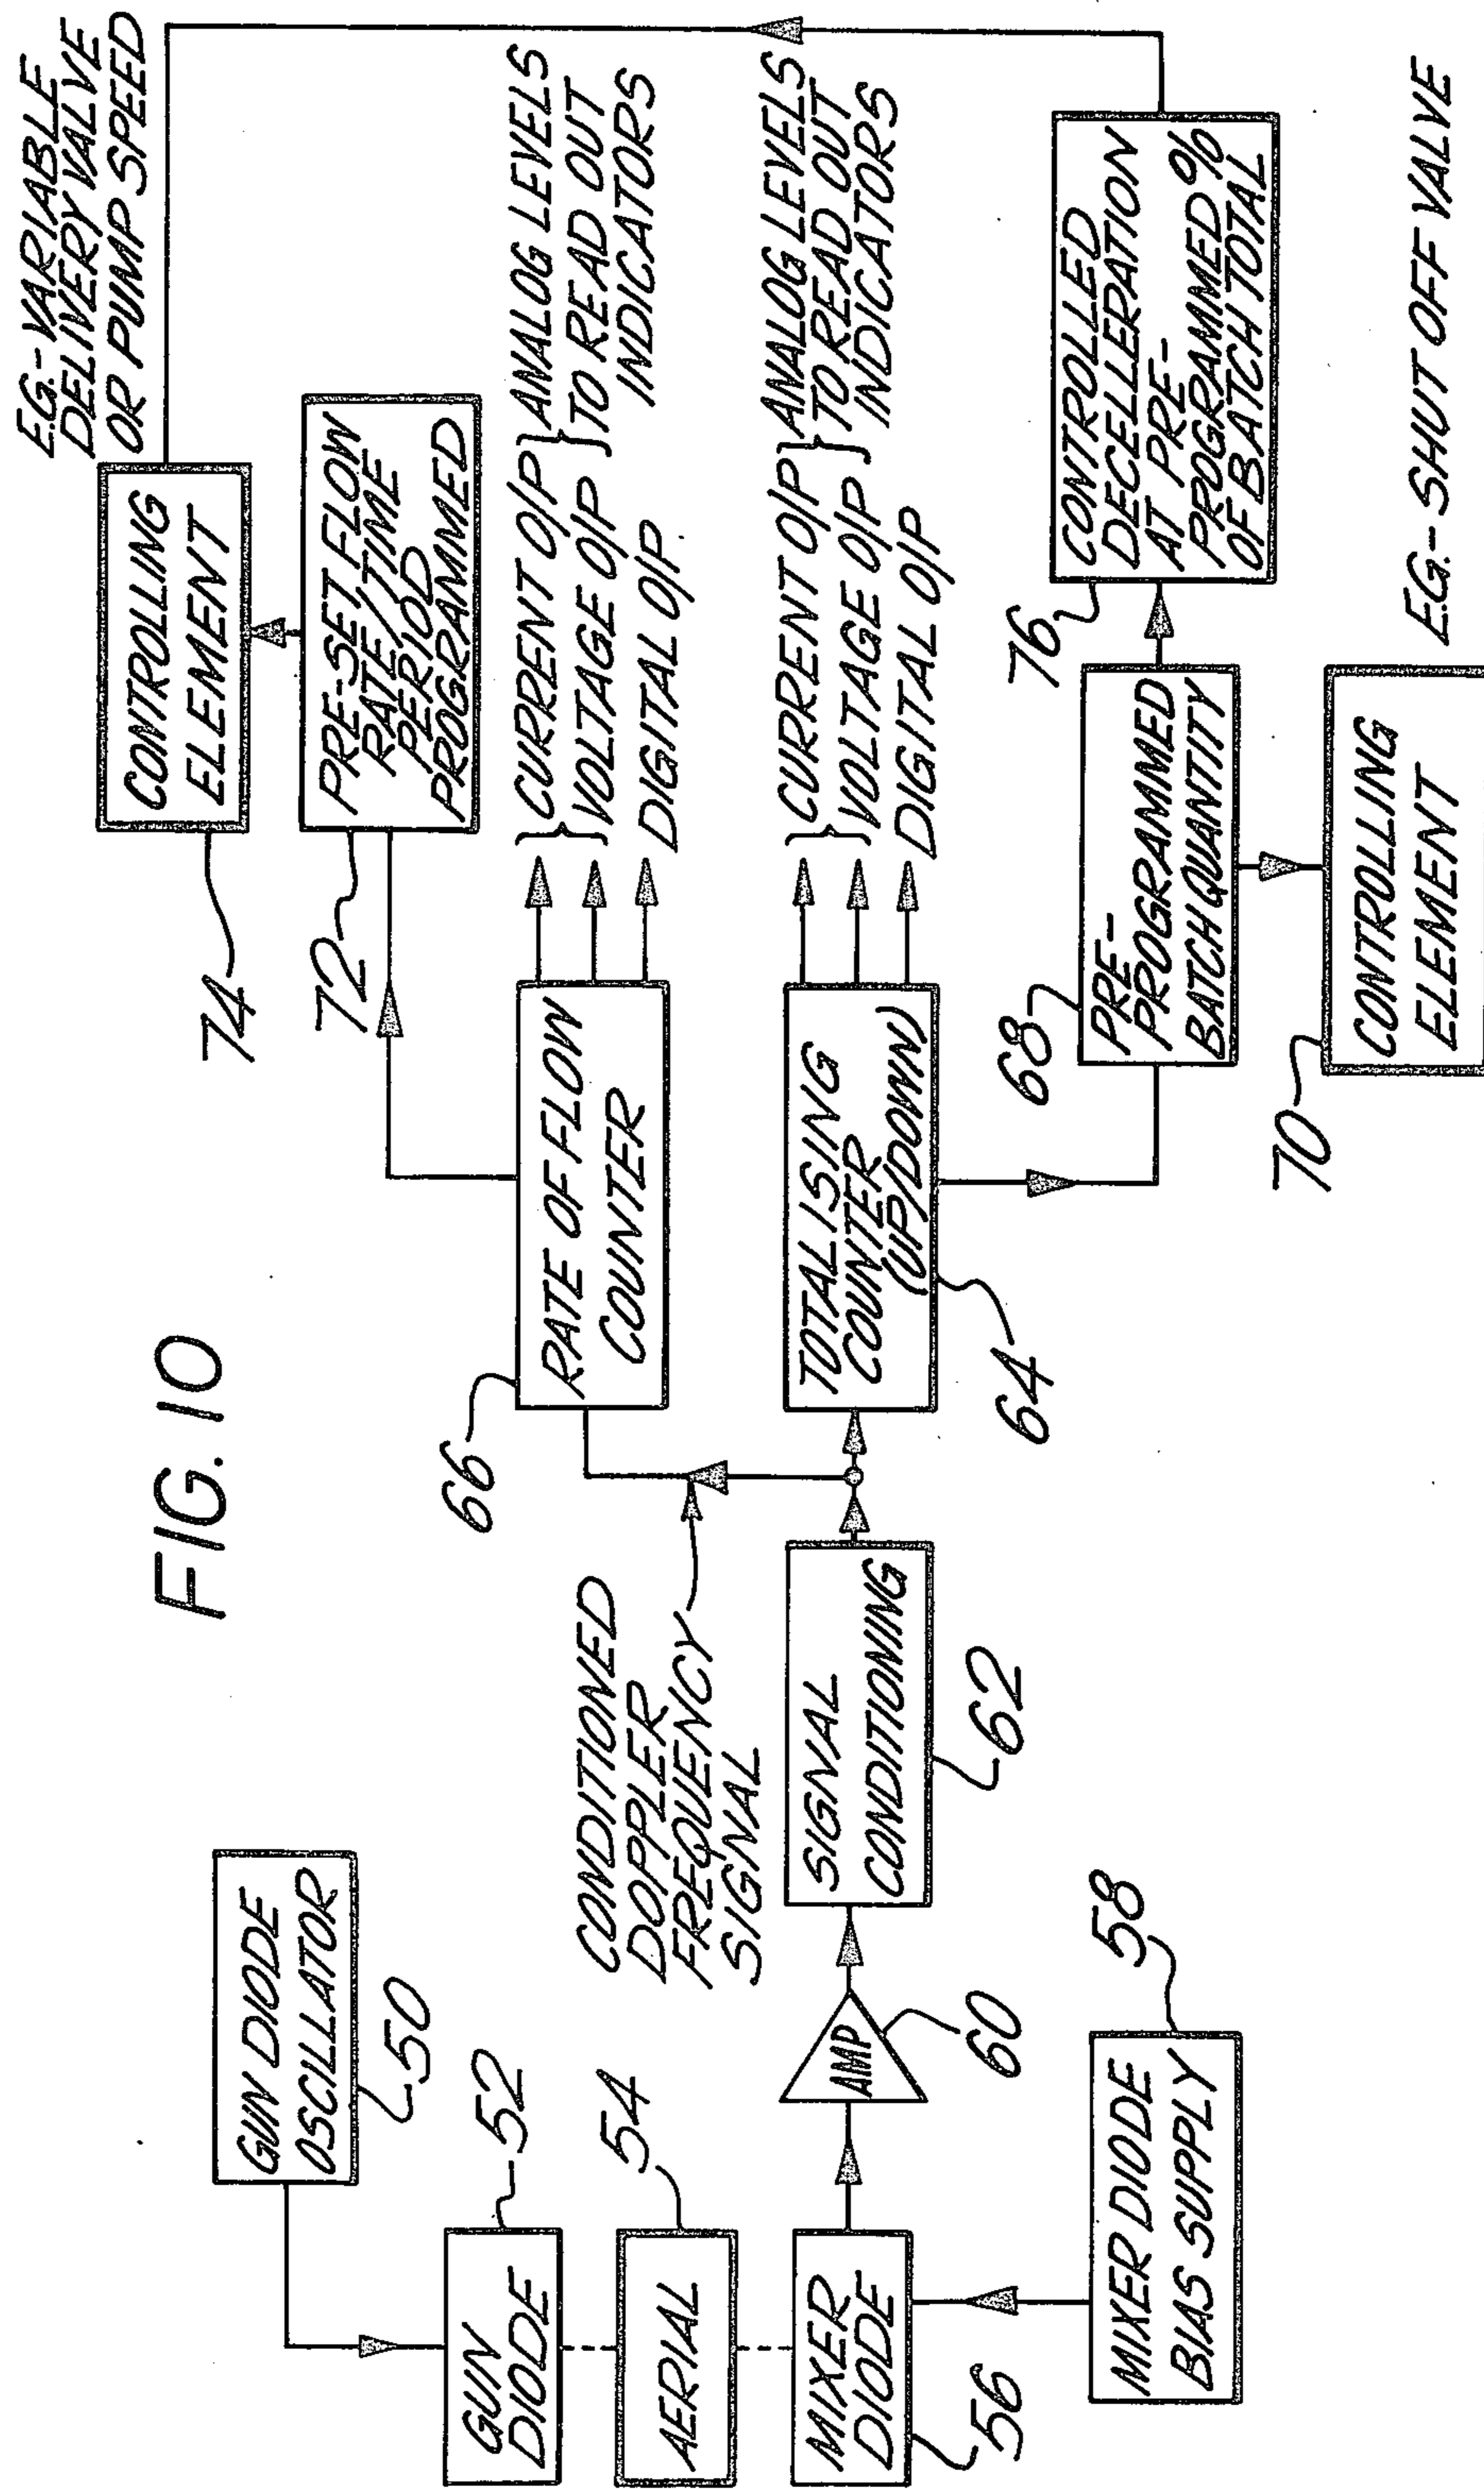 FIG. 10
GUN DIODE
OSCILLATOR
50
GUN
DIODE
52
AERIAL
54
MIXER
DIODE
56
MIXER DIODE
BIAS SUPPLY
58
AMP
60
SIGNAL
CONDITIONING
62
CONDITIONED
DOPPLER
FREQUENCY
SIGNAL
66
RATE OF FLOW
COUNTER
TOTALISING
COUNTER
(UP/DOWN)
64
CURRENT O/P
VOLTAGE O/P
DIGITAL O/P
ANALOG LEVELS
TO READ OUT
INDICATORS
CURRENT O/P
VOLTAGE O/P
DIGITAL O/P
ANALOG LEVELS
TO READ OUT
INDICATORS
72
PRE-SET FLOW
RATE/TIME
PERIOD
PROGRAMMED
74
CONTROLLING
ELEMENT
E.G.-VARIABLE
DELIVERY VALVE
OR PUMP SPEED
68
PRE-
PROGRAMMED
BATCH QUANTITY
70
CONTROLLING
ELEMENT
E.G.-SHUT OFF VALVE
76
CONTROLLED
DECELLERATION
AT PRE-
PROGRAMMED %
OF BATCH TOTAL